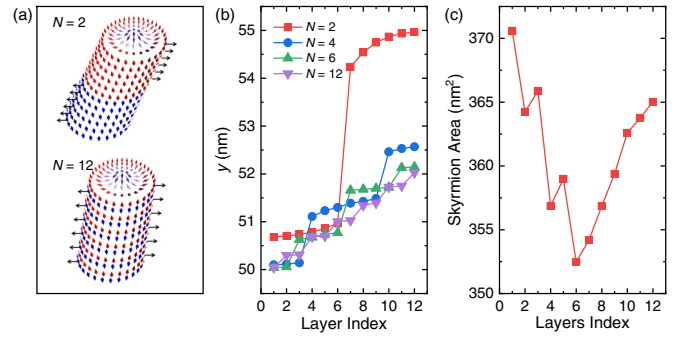 (a)
N = 2
N = 12
(b)
y (nm)
55
54
53
52
51
50
N = 2
N = 4
N = 6
N = 12
0 2 4 6 8 10 12
Layer Index
(c)
Skyrmion Area (nm²)
370
365
360
355
350
0 2 4 6 8 10 12
Layers Index